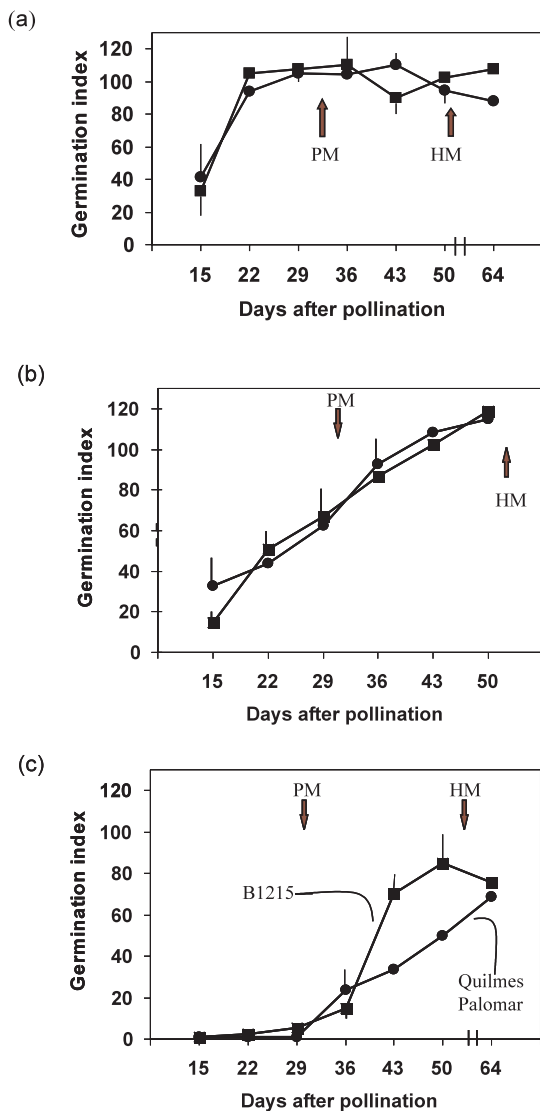 (a)
120
100
80
60
40
20
0
Germination index
PM
HM
15 22 29 36 43 50 64
Days after pollination
(b)
120
100
80
60
40
20
0
Germination index
PM
HM
15 22 29 36 43 50
Days after pollination
(c)
120
100
80
60
40
20
0
Germination index
PM
HM
B1215
Quilmes
Palomar
15 22 29 36 43 50 64
Days after pollination